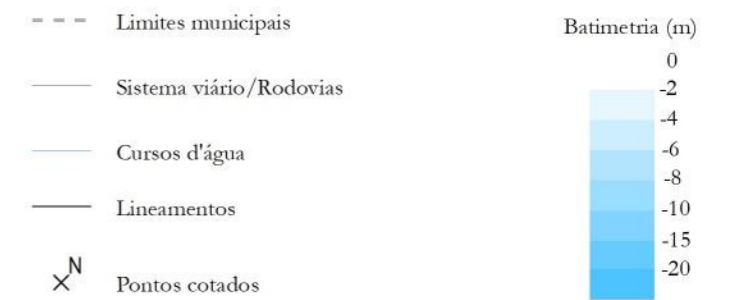 Limites municipais
Sistema viário/Rodovias
Cursos d'água
Lineamentos
N
Pontos cotados
Batimetria (m)
0
-2
-4
-6
-8
-10
-15
-20